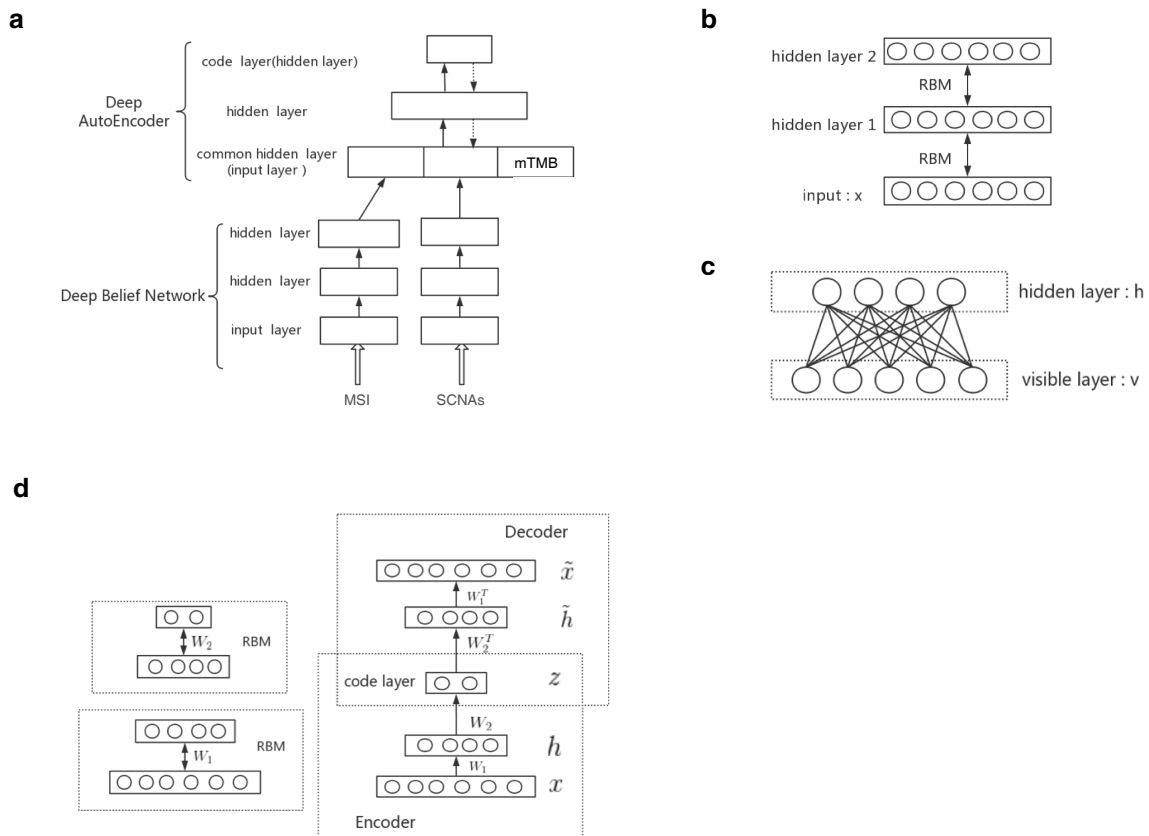 a
code layer(hidden layer)
Deep
AutoEncoder
hidden layer
common hidden layer
(input layer )
mTMB
hidden layer
hidden layer
Deep Belief Network
input layer
MSI
SCNAs
b
hidden layer 2
RBM
hidden layer 1
RBM
input : x
c
hidden layer : h
visible layer : v
d
W₂
RBM
W₁
RBM
Decoder
x̃
W₁ᵀ
h̃
W₂ᵀ
code layer
z
W₂
h
W₁
x
Encoder